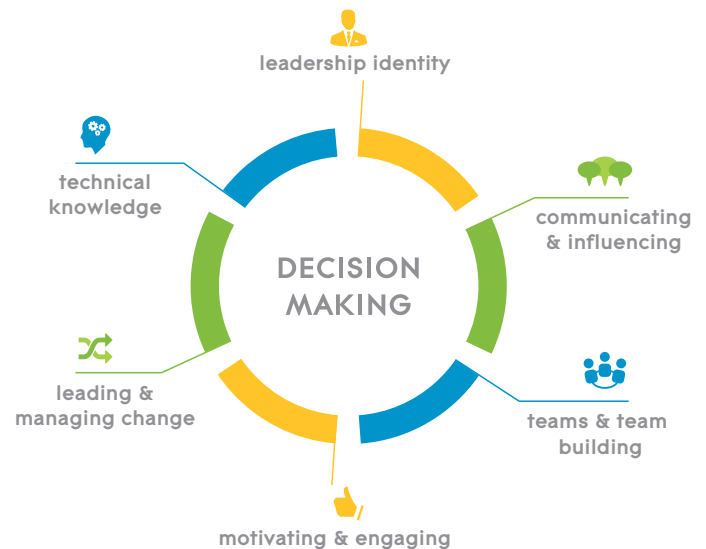 leadership identity
technical
knowledge
communicating
& influencing
DECISION
MAKING
leading &
managing change
teams & team
building
motivating & engaging